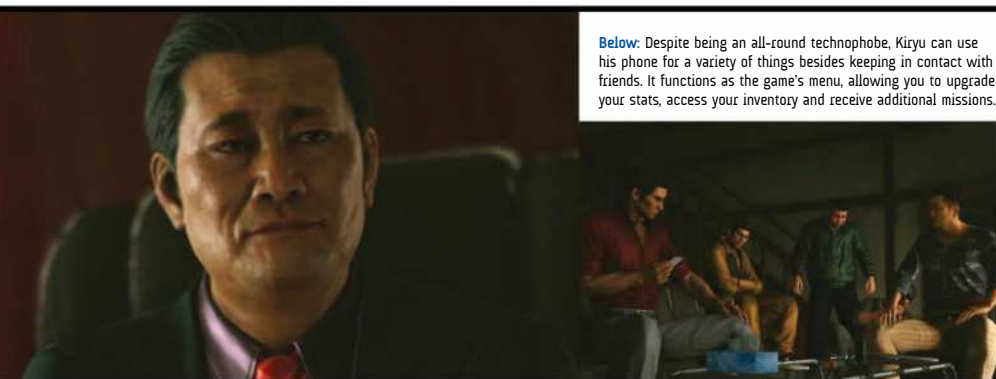 Below: Despite being an all-round technophobe, Kiryu can use
his phone for a variety of things besides keeping in contact with
friends. It functions as the game's menu, allowing you to upgrade
your stats, access your inventory and receive additional missions.